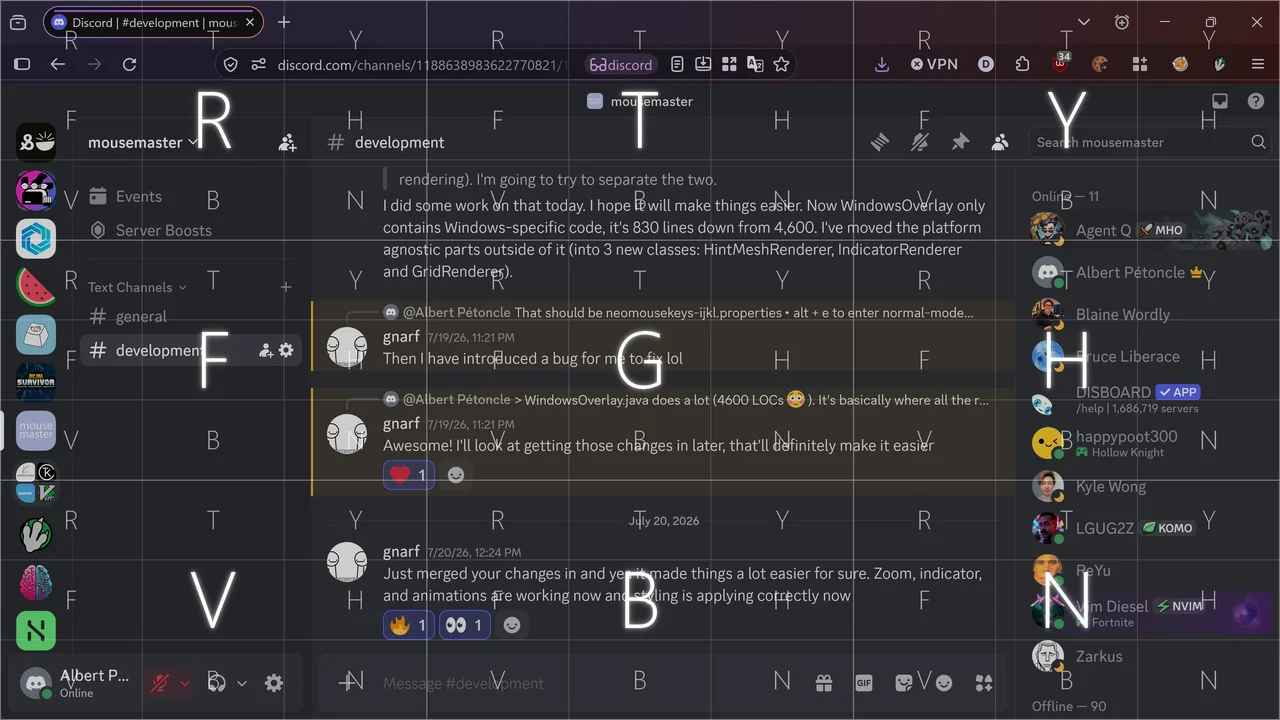 Discord | #development | mous
discord.com/channels/1188638983622770821/1
discord
VPN
D
34
mousemaster
mousemaster
Events
Server Boosts
Text Channels
general
development
# development
Search mousemaster
rendering). I'm going to try to separate the two.
I did some work on that today. I hope it will make things easier. Now WindowsOverlay only
contains Windows-specific code, it's 830 lines down from 4,600. I've moved the platform
agnostic parts outside of it (into 3 new classes: HintMeshRenderer, IndicatorRenderer
and GridRenderer).
@Albert Pétoncle That should be neomousekeys-ijkl.properties • alt + e to enter normal-mode...
gnarf 7/19/26, 11:21 PM
Then I have introduced a bug for me to fix lol
@Albert Pétoncle > WindowsOverlay.java does a lot (4600 LOCs 😳). It's basically where all the r...
gnarf 7/19/26, 11:21 PM
Awesome! I'll look at getting those changes in later, that'll definitely make it easier
❤️ 1
July 20, 2026
gnarf 7/20/26, 12:24 PM
Just merged your changes in and yep it made things a lot easier for sure. Zoom, indicator,
and animations are working now and styling is applying correctly now
🔥 1 👀 1
Message #development
GIF
Online — 11
Agent Q MHO
Albert Pétoncle
Blaine Wordly
Bruce Liberace
DISBOARD ✓ APP
/help | 1,686,719 servers
happypoot300
Hollow Knight
Kyle Wong
LGUG2Z KOMO
ReYu
Vim Diesel NVIM
Fortnite
Zarkus
Offline — 90
SURVIVOR
mouse
master
Albert P...
Online
R T Y
F G H
V B N
R T Y R T Y R T Y
F H F H F H
V B N V B N V B N
R T Y R T Y R T Y
F H F H F H
V B N V B N V B N
R T Y R T Y R T Y
F H F H F H
V B N V B N V B N